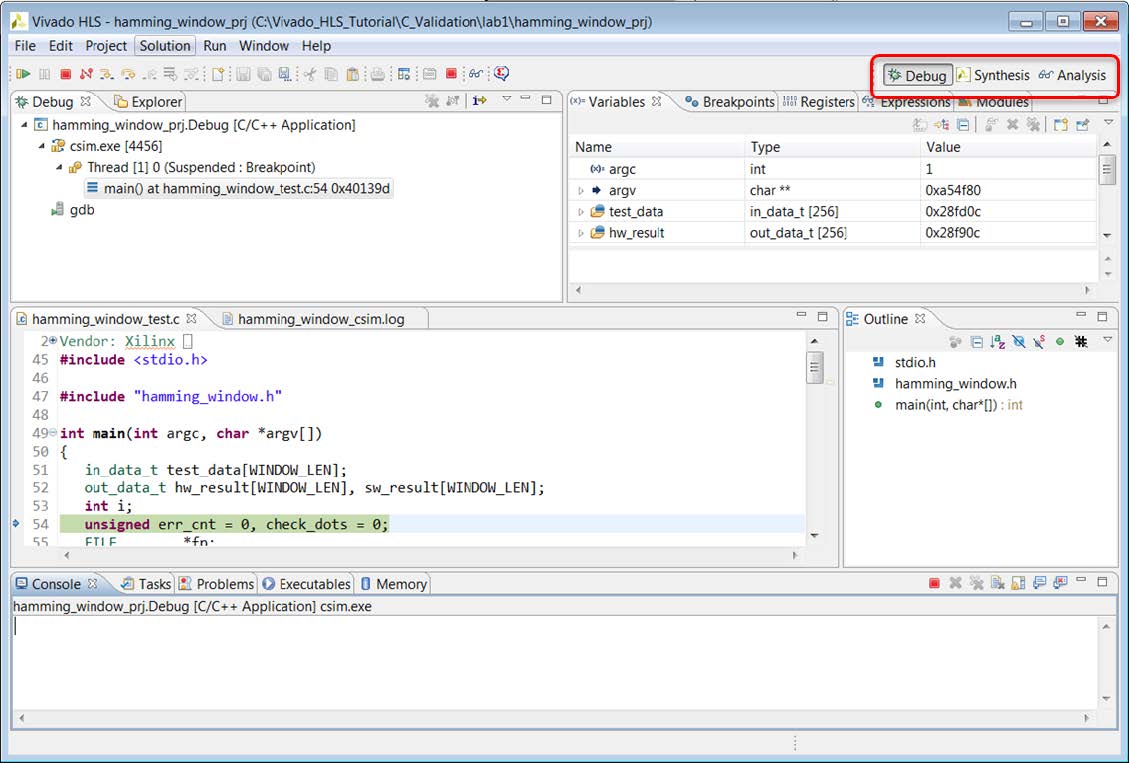 Vivado HLS - hamming_window_prj (C:\Vivado_HLS_Tutorial\C_Validation\lab1\hamming_window_prj)
File Edit Project Solution Run Window Help
Debug Synthesis Analysis
Debug Explorer
hamming_window_prj.Debug [C/C++ Application]
csim.exe [4456]
Thread [1] 0 (Suspended : Breakpoint)
main() at hamming_window_test.c:54 0x40139d
gdb
(x)= Variables Breakpoints Registers Expressions Modules
Name Type Value
(x)= argc int 1
argv char ** 0xa54f80
test_data in_data_t [256] 0x28fd0c
hw_result out_data_t [256] 0x28f90c
hamming_window_test.c hamming_window_csim.log
2 Vendor: Xilinx
45 #include <stdio.h>
46
47 #include "hamming_window.h"
48
49 int main(int argc, char *argv[])
50 {
51 in_data_t test_data[WINDOW_LEN];
52 out_data_t hw_result[WINDOW_LEN], sw_result[WINDOW_LEN];
53 int i;
54 unsigned err_cnt = 0, check_dots = 0;
55 FILE *fp;
Outline
stdio.h
hamming_window.h
main(int, char*[]) : int
Console Tasks Problems Executables Memory
hamming_window_prj.Debug [C/C++ Application] csim.exe